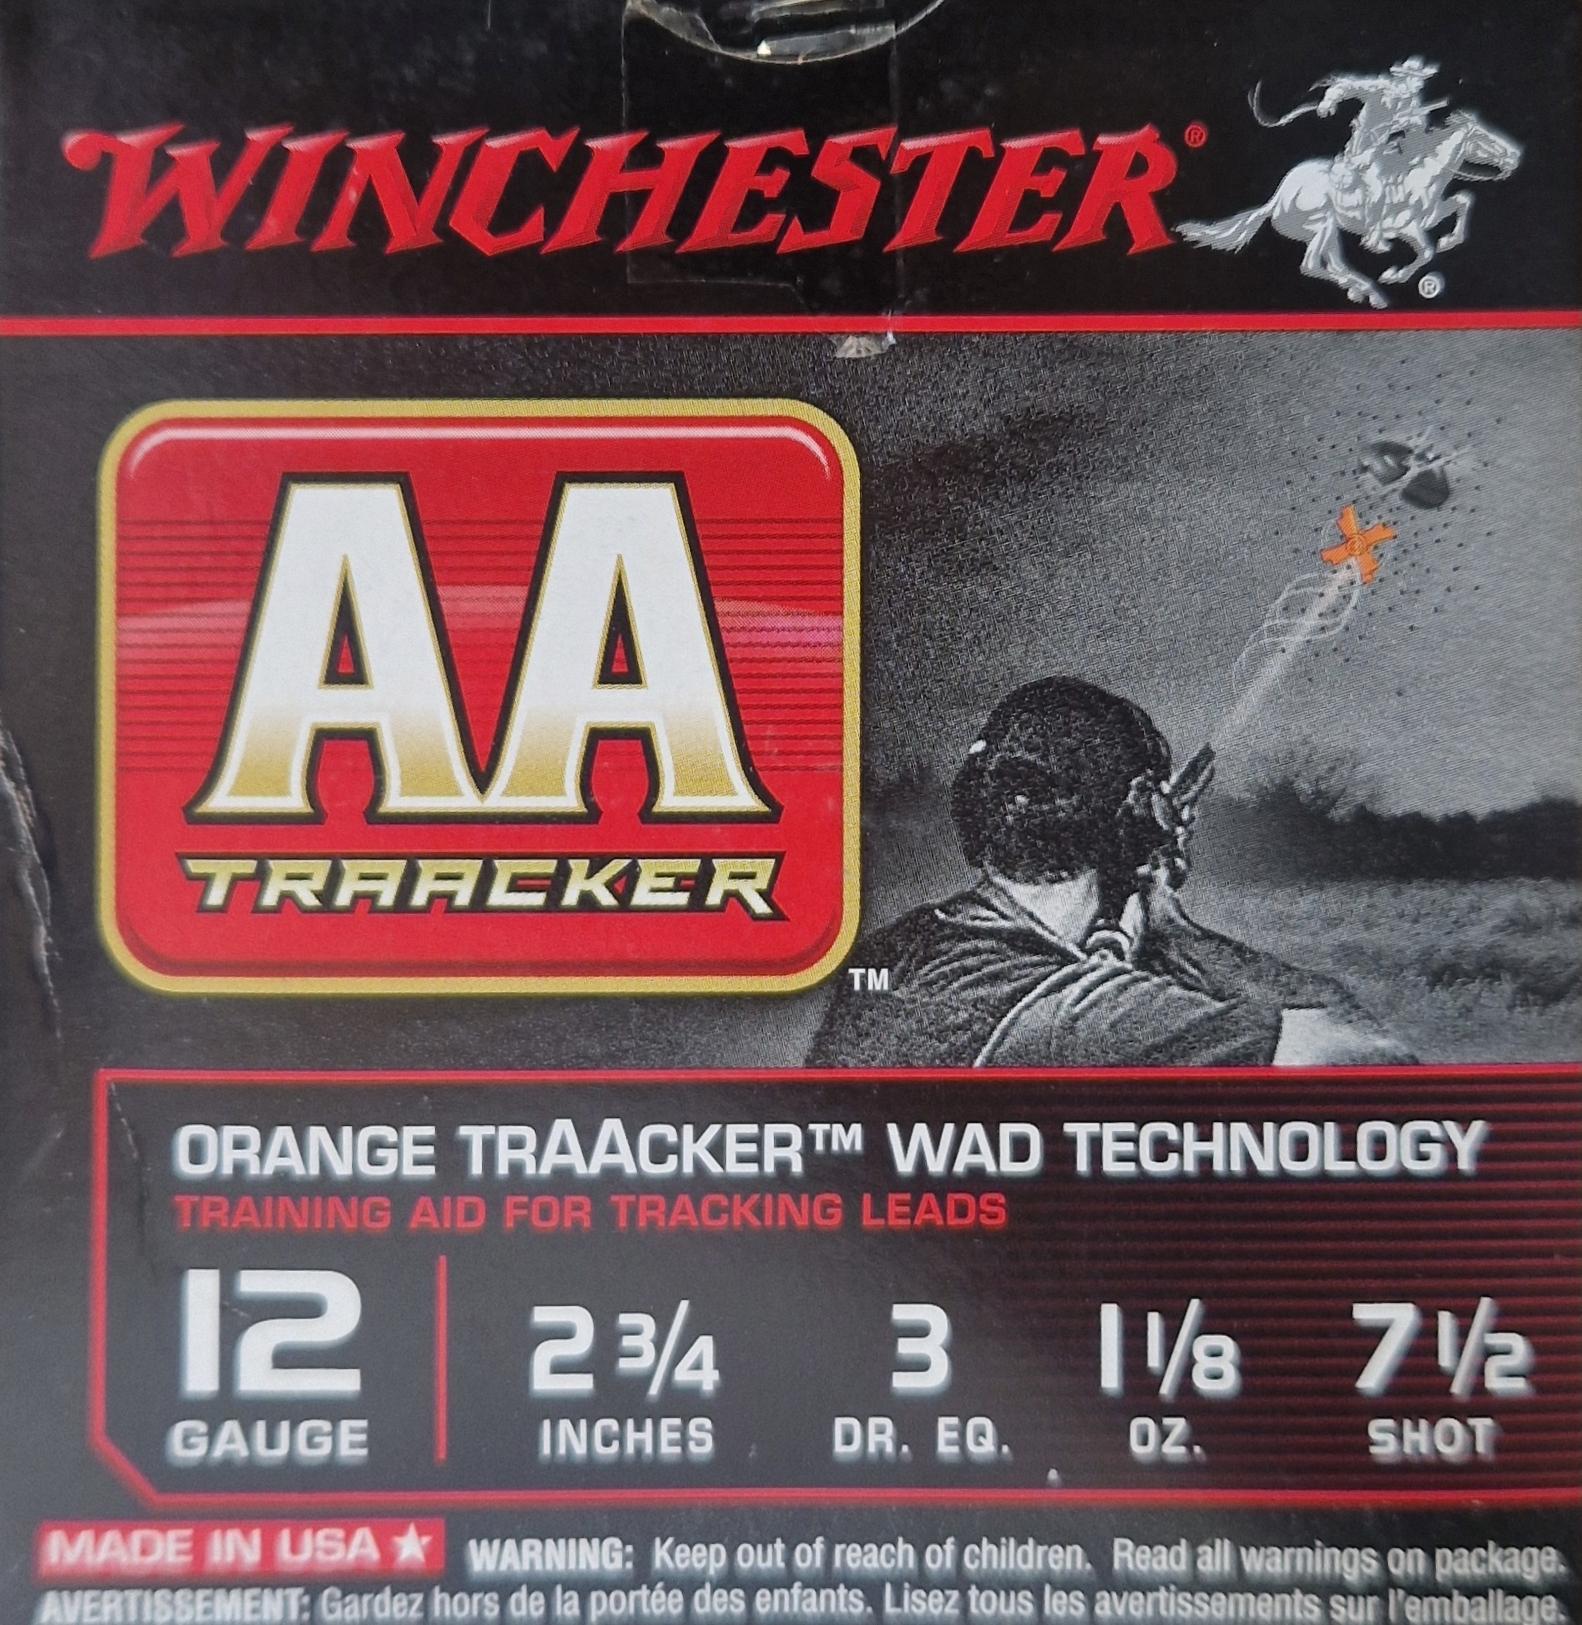 WINCHESTER®
®
AA
TRAACKER
TM
ORANGE TRAACKER™ WAD TECHNOLOGY
TRAINING AID FOR TRACKING LEADS
12 2 3/4 3 1 1/8 7 1/2
GAUGE INCHES DR. EQ. OZ. SHOT
MADE IN USA ★ WARNING: Keep out of reach of children. Read all warnings on package.
AVERTISSEMENT: Gardez hors de la portée des enfants. Lisez tous les avertissements sur l'emballage.